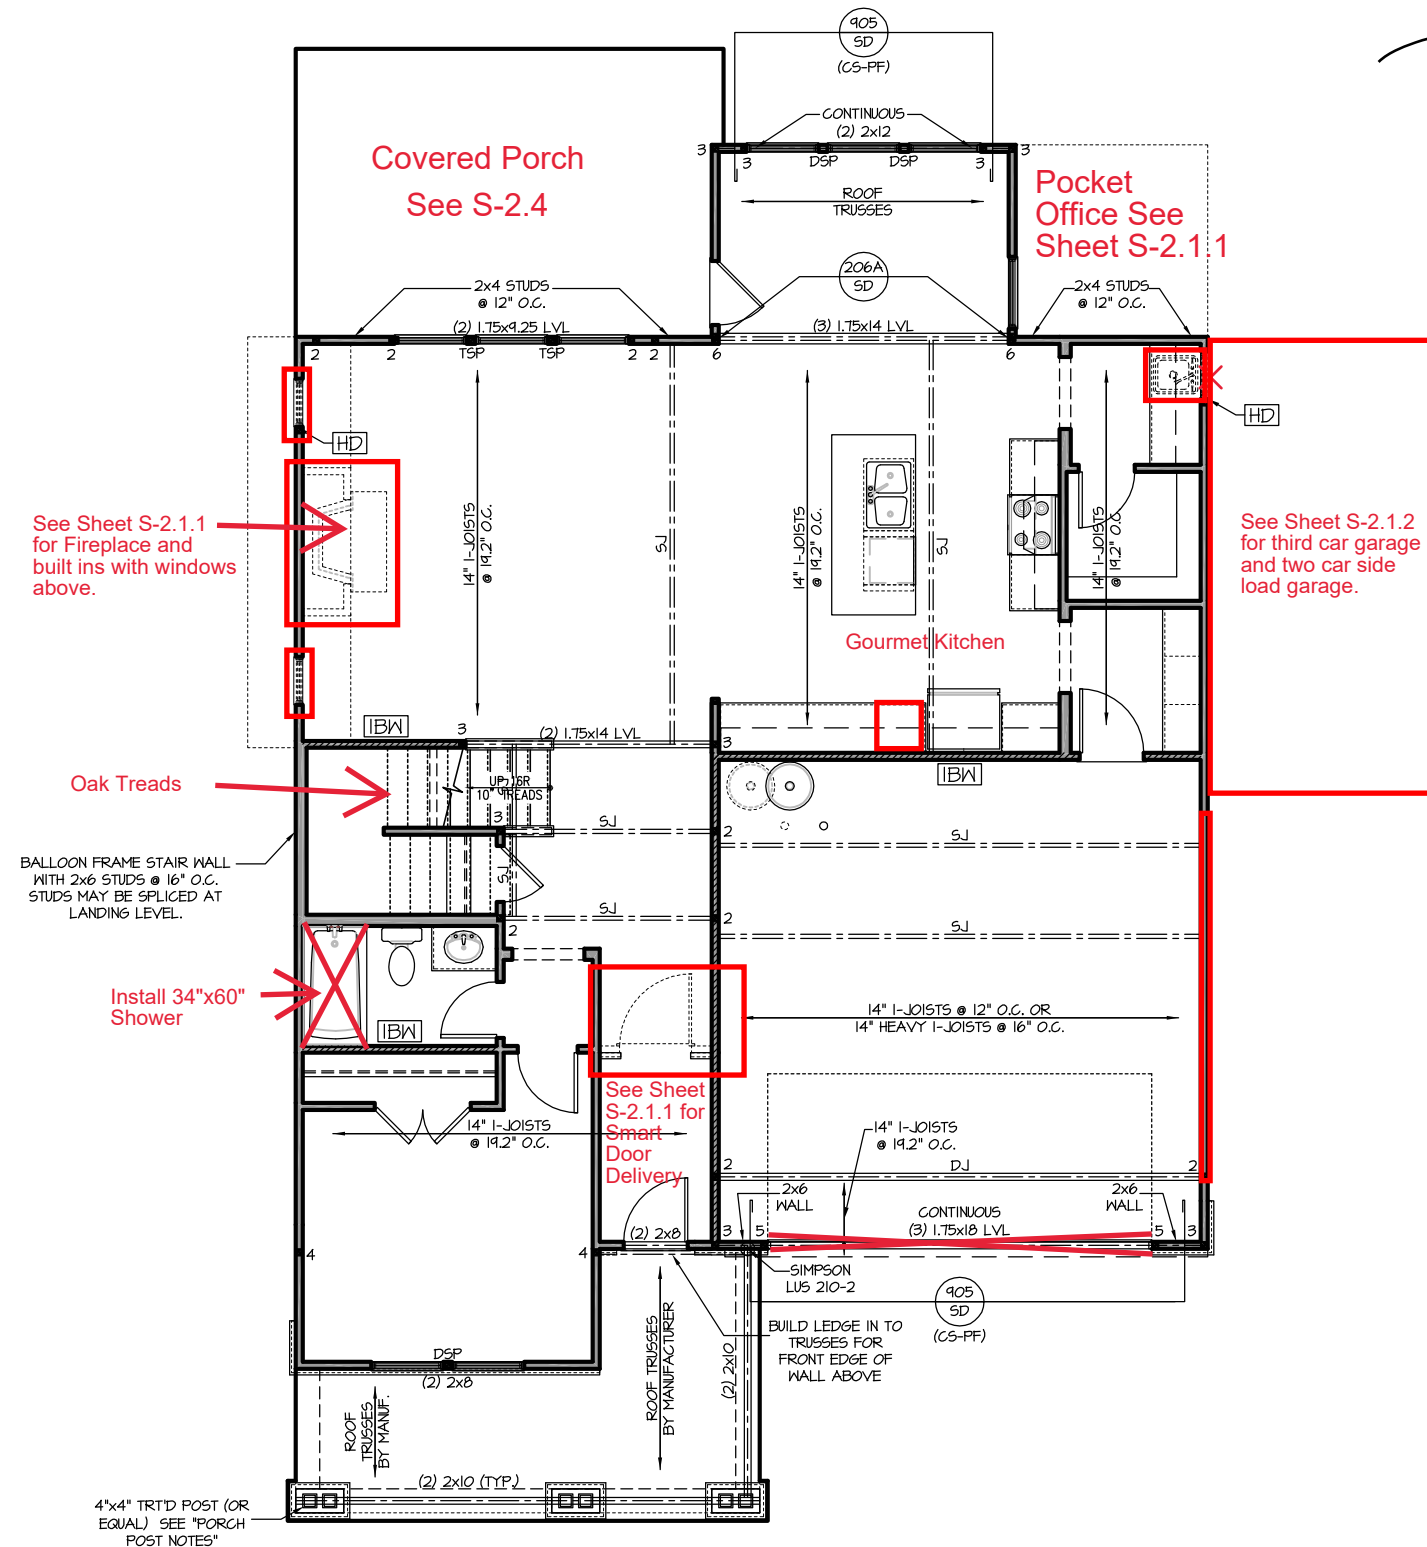 905
SD
(CS-PF)
CONTINUOUS
(2) 2x12
3
3
DSP
DSP
3
3
Covered Porch
See S-2.4
ROOF
TRUSSES
Pocket
Office See
Sheet S-2.1.1
206A
SD
2x4 STUDS
@ 12" O.C.
2x4 STUDS
@ 12" O.C.
(2) 1.75x9.25 LVL
(3) 1.75x14 LVL
2
2
TSP
TSP
2
2
6
6
HD
HD
14" I-JOISTS
@ 19.2" O.C.
SJ
14" I-JOISTS
@ 19.2" O.C.
SJ
14" I-JOISTS
@ 19.2" O.C.
See Sheet S-2.1.1
for Fireplace and
built ins with windows
above.
See Sheet S-2.1.2
for third car garage
and two car side
load garage.
Gourmet Kitchen
IBW
3
(2) 1.75x14 LVL
3
IBW
Oak Treads
UP 16R
10" TREADS
3
SJ
2
SJ
SJ
BALLOON FRAME STAIR WALL
WITH 2x6 STUDS @ 16" O.C.
STUDS MAY BE SPLICED AT
LANDING LEVEL.
SJ
2
SJ
2
Install 34"x60"
Shower
IBW
14" I-JOISTS @ 12" O.C. OR
14" HEAVY I-JOISTS @ 16" O.C.
See Sheet
S-2.1.1 for
Smart
Door
Delivery
14" I-JOISTS
@ 19.2" O.C.
14" I-JOISTS
@ 19.2" O.C.
2
DJ
2
2x6
WALL
2x6
WALL
CONTINUOUS
(3) 1.75x18 LVL
(2) 2x8
3
5
5
3
4
4
SIMPSON
LUS 210-2
905
SD
(CS-PF)
BUILD LEDGE IN TO
TRUSSES FOR
FRONT EDGE OF
WALL ABOVE
ROOF TRUSSES
BY MANUFACTURER
(2) 2x10
DSP
(2) 2x8
ROOF
TRUSSES
BY MANUF.
(2) 2x10 (TYP.)
4"x4" TRT'D POST (OR
EQUAL) SEE "PORCH
POST NOTES"